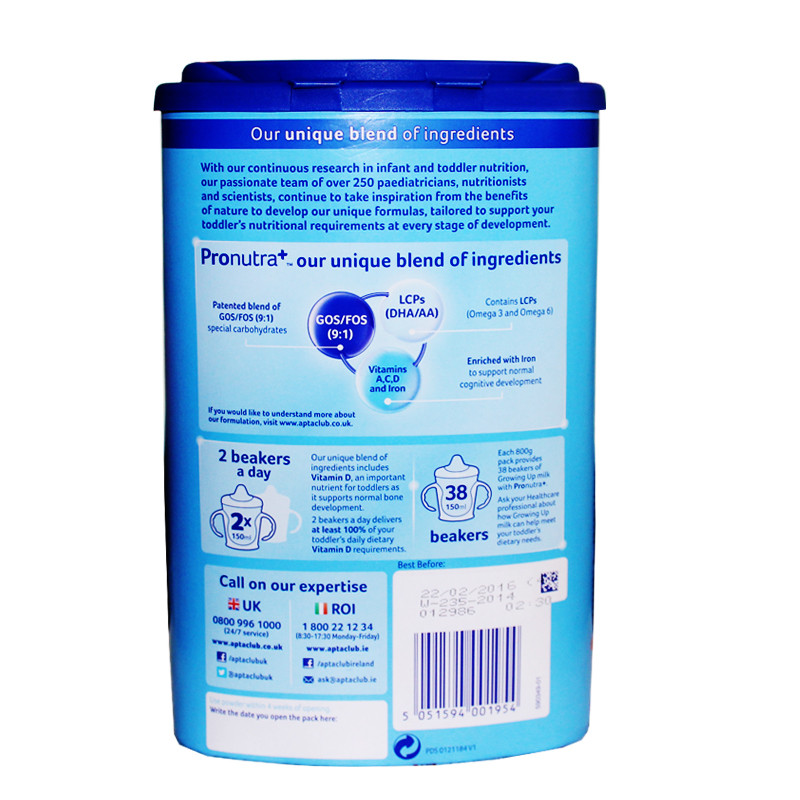 Our unique blend of ingredients
With our continuous research in infant and toddler nutrition,
our passionate team of over 250 paediatricians, nutritionists
and scientists, continue to take inspiration from the benefits
of nature to develop our unique formulas, tailored to support your
toddler's nutritional requirements at every stage of development.
Pronutra+™ our unique blend of ingredients
Patented blend of
GOS/FOS (9:1)
special carbohydrates
GOS/FOS
(9:1)
LCPs
(DHA/AA)
Contains LCPs
(Omega 3 and Omega 6)
Vitamins
A,C,D
and Iron
Enriched with Iron
to support normal
cognitive development
If you would like to understand more about
our formulation, visit www.aptaclub.co.uk.
2 beakers
a day
2x
150ml
Our unique blend of
ingredients includes
Vitamin D, an important
nutrient for toddlers as
it supports normal bone
development.
2 beakers a day delivers
at least 100% of your
toddler's daily dietary
Vitamin D requirements.
38
150ml
beakers
Each 800g
pack provides
38 beakers of
Growing Up milk
with Pronutra+.
Ask your Healthcare
professional about
how Growing Up
milk can help meet
your toddler's
dietary needs.
Call on our expertise
UK
0800 996 1000
(24/7 service)
www.aptaclub.co.uk
/aptaclubuk
@aptaclubuk
ROI
1 800 22 12 34
(8:30-17:30 Monday-Friday)
www.aptaclub.ie
/aptaclubireland
ask@aptaclub.ie
Best Before:
22/02/2016
W-235-2014
012986 02:30
5 051594 001954
Use powder within 4 weeks of opening.
Write the date you open the pack here:
PDS 0121184 V1